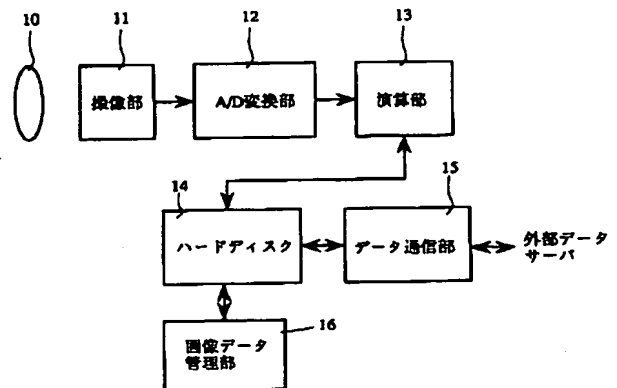 10
11
12
13
撮像部
A/D変換部
演算部
14
15
ハードディスク
データ通信部
外部データ
サーバ
16
画像データ
管理部